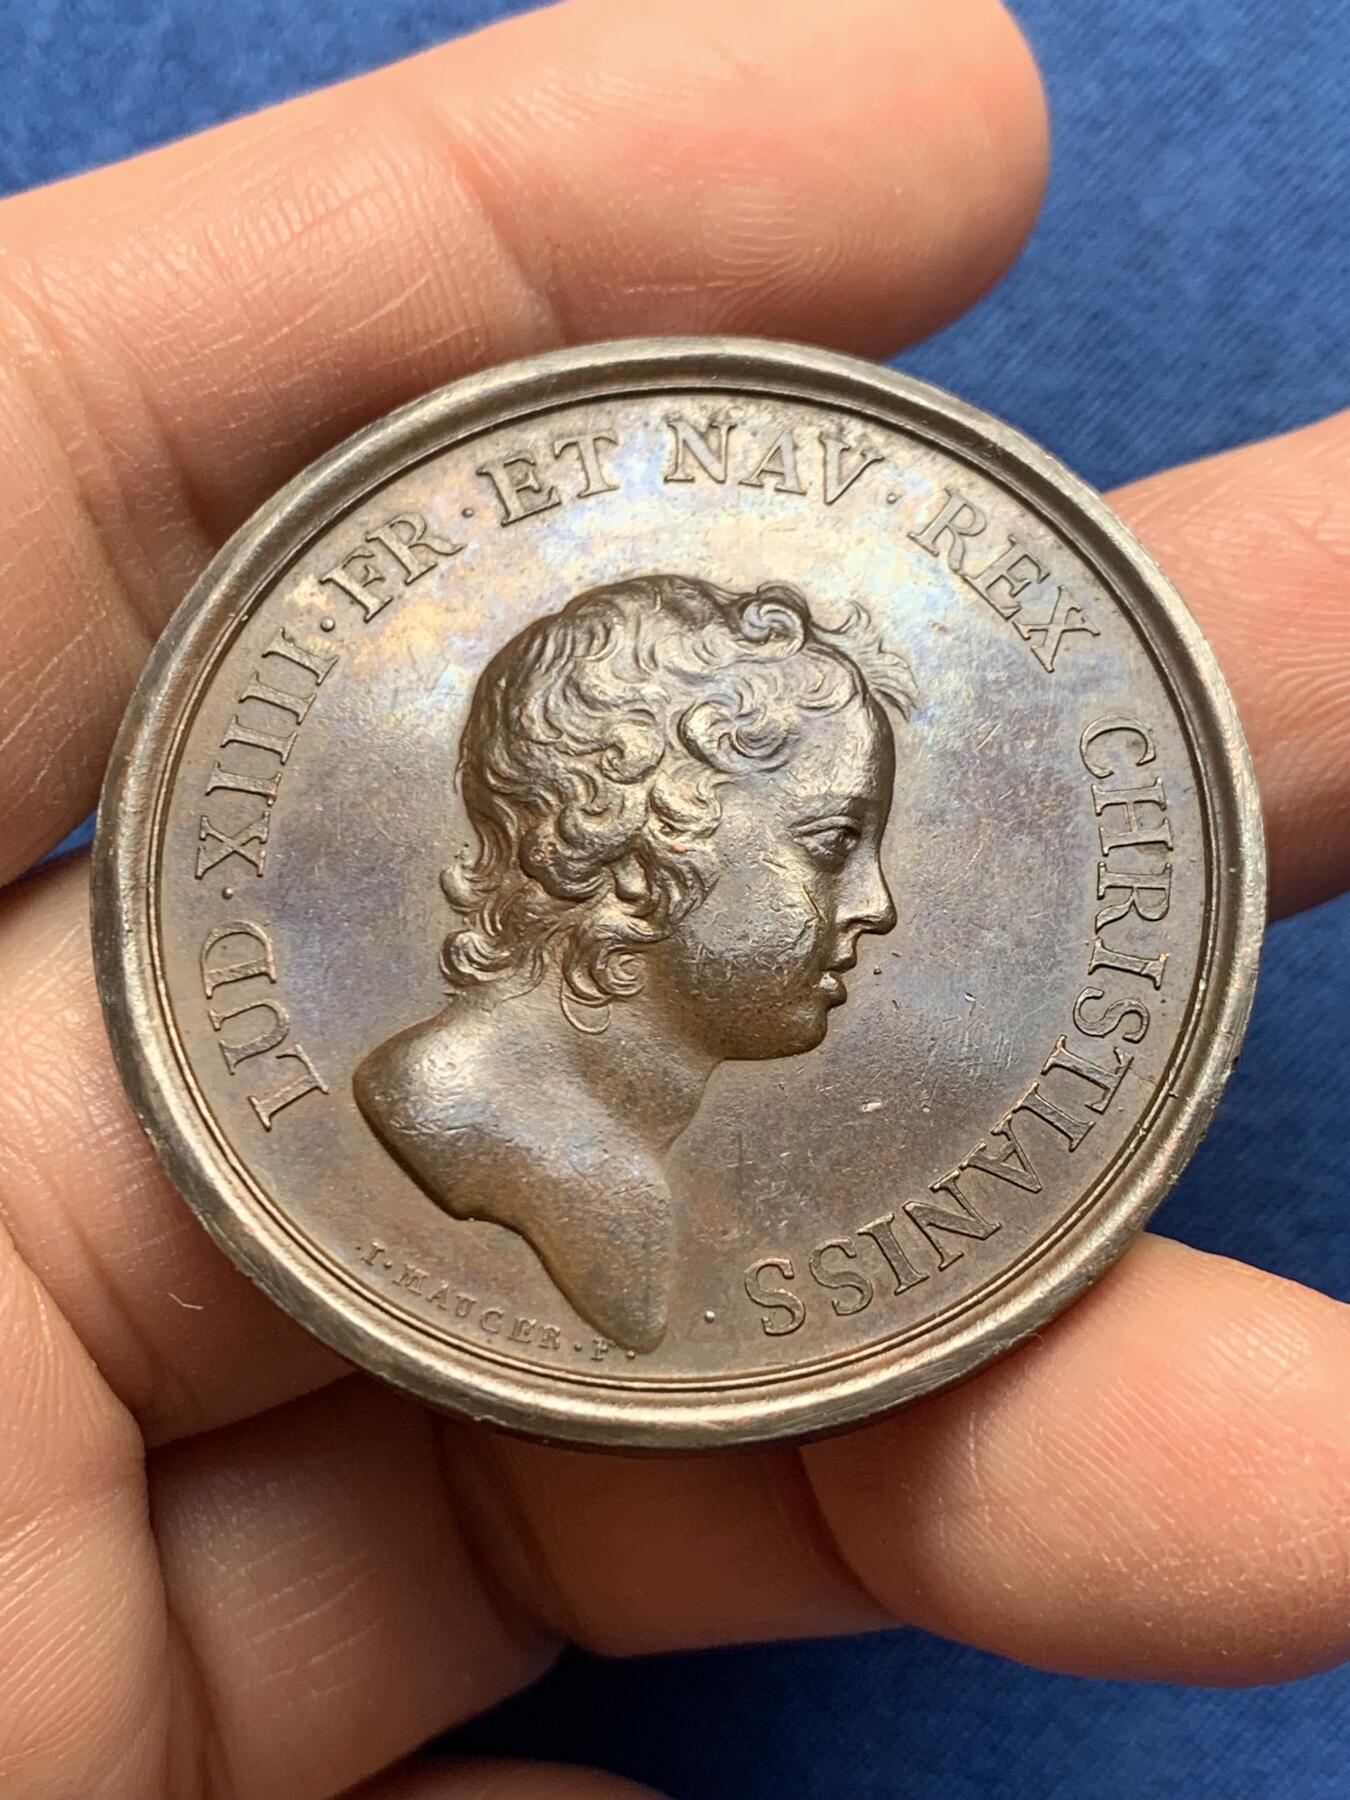 LUD·XIIII·FR·ET NAV·REX CHRISTIANISS·
·I·MAUGER·F·